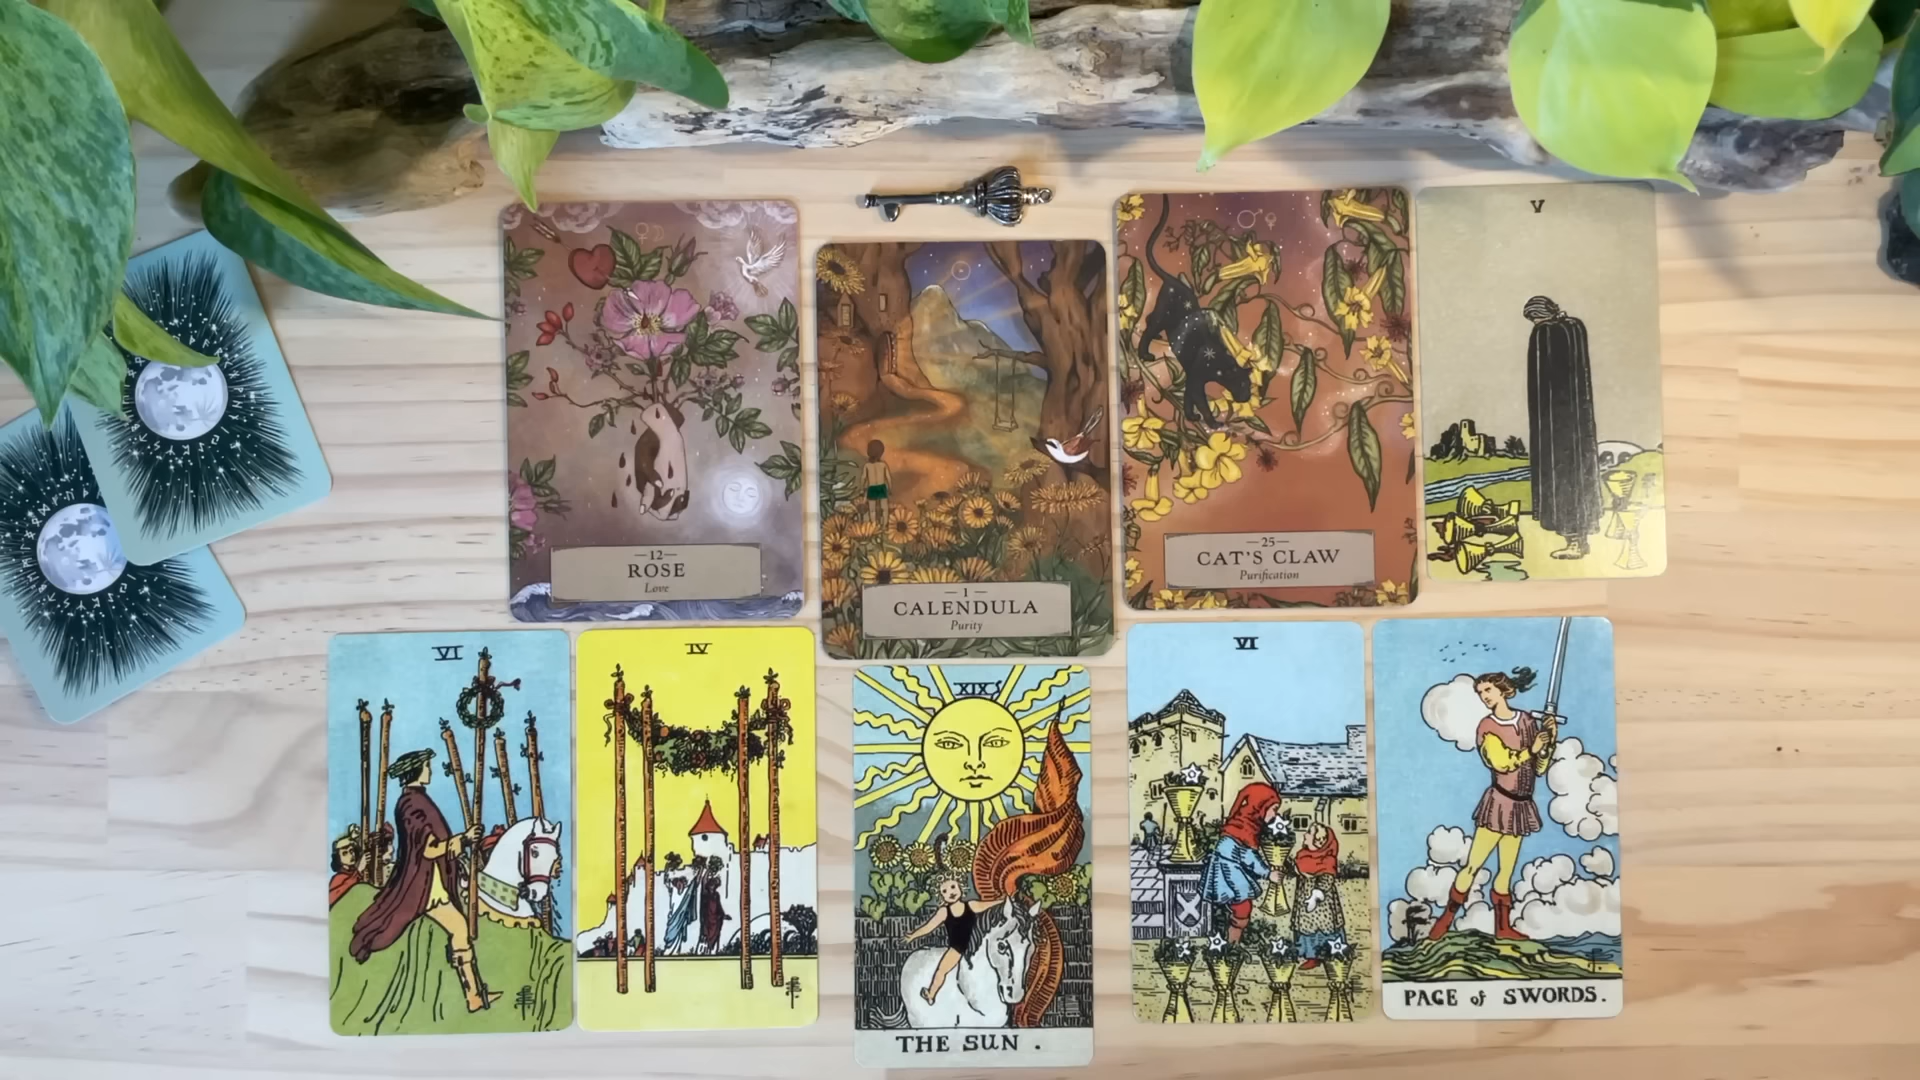 —12—
ROSE
Love
—1—
CALENDULA
Purity
—25—
CAT'S CLAW
Purification
V
VI
IV
XIX
THE SUN .
VI
PAGE of SWORDS.